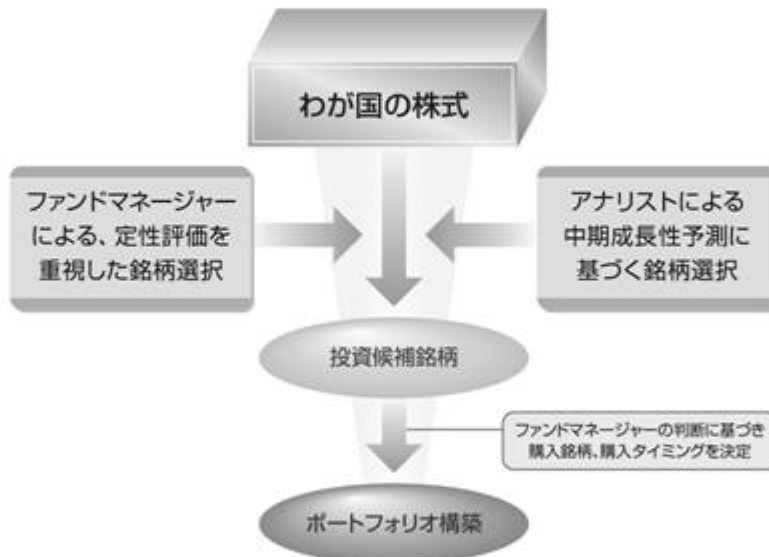 わが国の株式
ファンドマネージャー
による、定性評価を
重視した銘柄選択
アナリストによる
中期成長性予測に
基づく銘柄選択
投資候補銘柄
ファンドマネージャーの判断に基づき
購入銘柄、購入タイミングを決定
ポートフォリオ構築